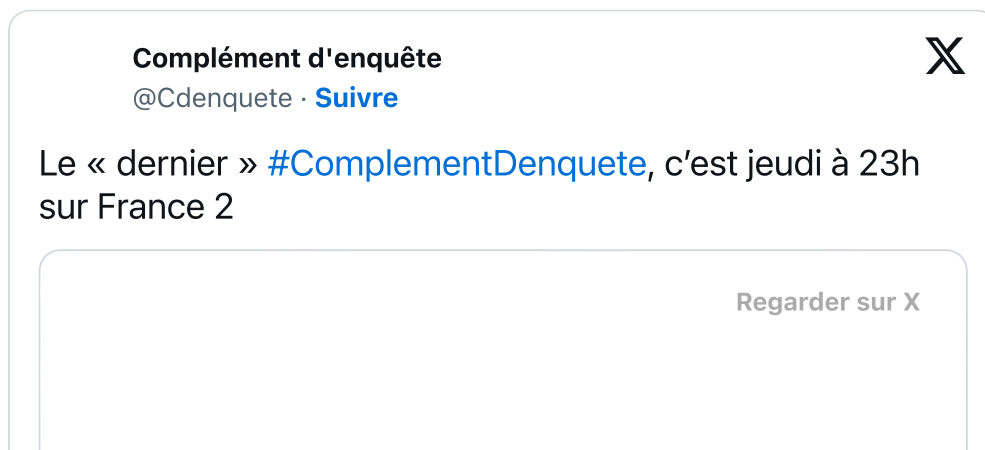 Complément d'enquête
@Cdenquete · Suivre
Le « dernier » #ComplementDenquete, c’est jeudi à 23h
sur France 2
Regarder sur X